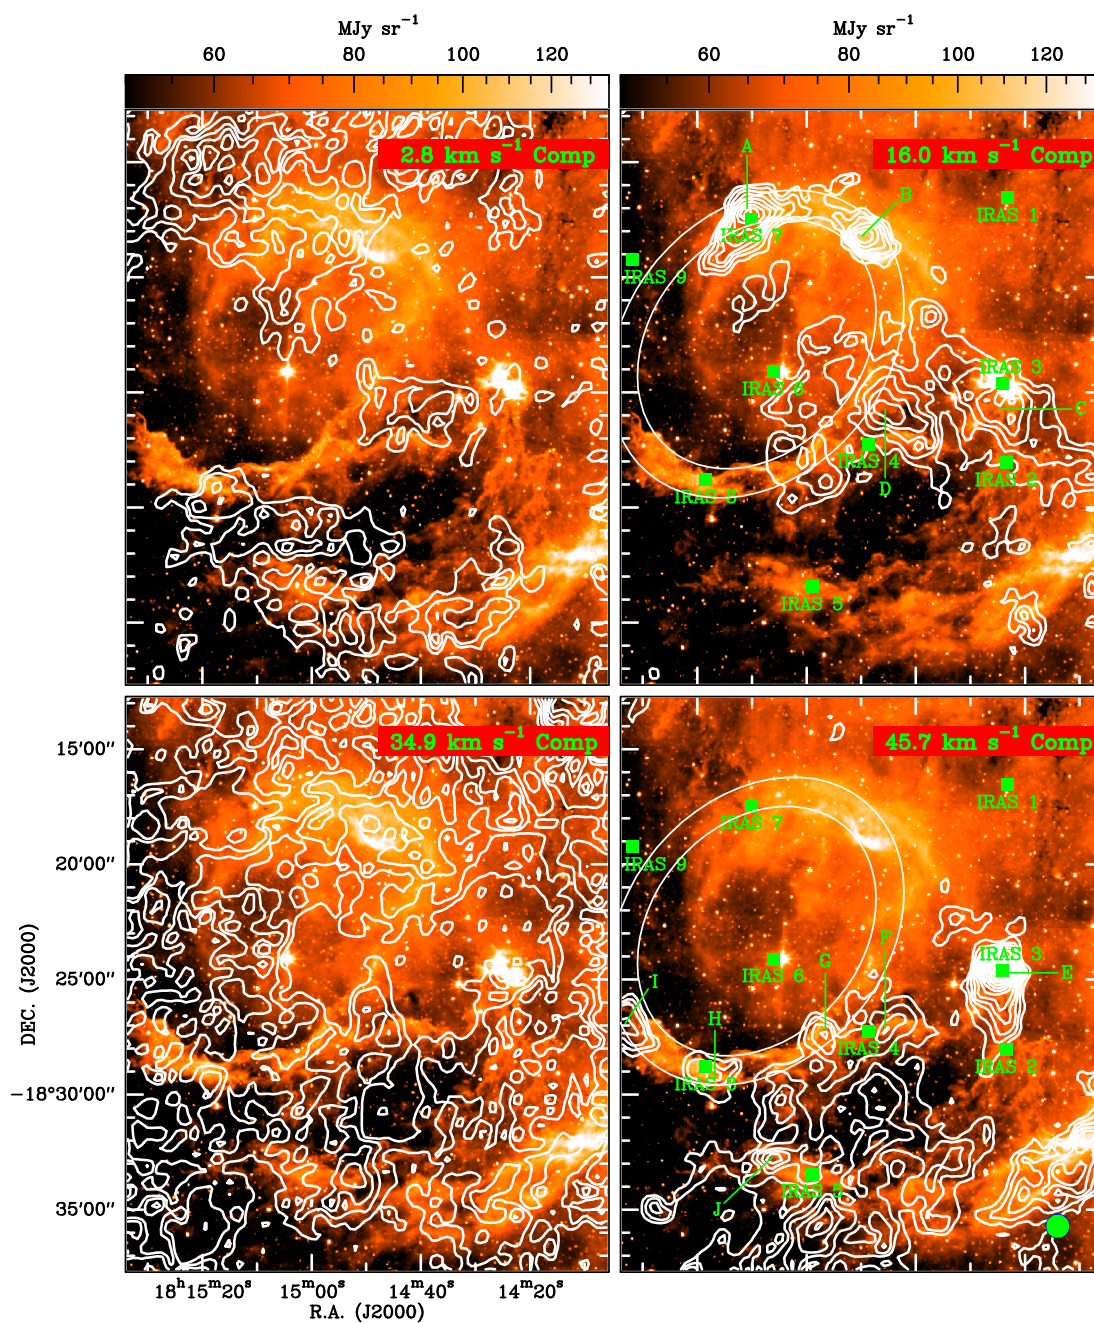 MJy sr⁻¹ MJy sr⁻¹
60 80 100 120 60 80 100 120
2.8 km s⁻¹ Comp
16.0 km s⁻¹ Comp
A
B
IRAS 1
IRAS 7
IRAS 9
IRAS 3
IRAS 6
C
IRAS 4
IRAS 2
D
IRAS 8
IRAS 5
34.9 km s⁻¹ Comp
45.7 km s⁻¹ Comp
15′00″
IRAS 1
IRAS 7
20′00″
IRAS 9
F
IRAS 3
G
E
25′00″
IRAS 6
I
H
IRAS 4
IRAS 2
IRAS 8
−18°30′00″
IRAS 5
J
35′00″
DEC. (J2000)
18ʰ15ᵐ20ˢ 15ᵐ00ˢ 14ᵐ40ˢ 14ᵐ20ˢ
R.A. (J2000)